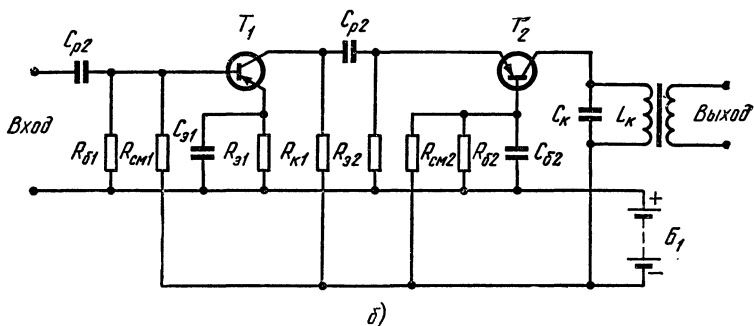 T₁
T₂
Cр2
Cр2
Вход
Rб1
Rсм1
Cэ1
Rэ1
Rк1
Rэ2
Rсм2
Rб2
Cб2
Cк
Lк
Выход
+
Б₁
−
б)